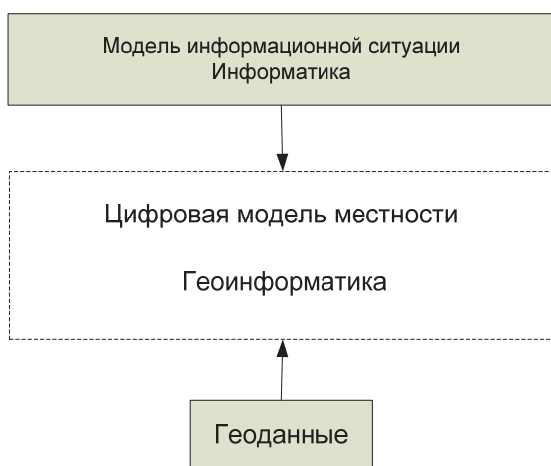 Модель информационной ситуации
Информатика
Цифровая модель местности
Геоинформатика
Геоданные